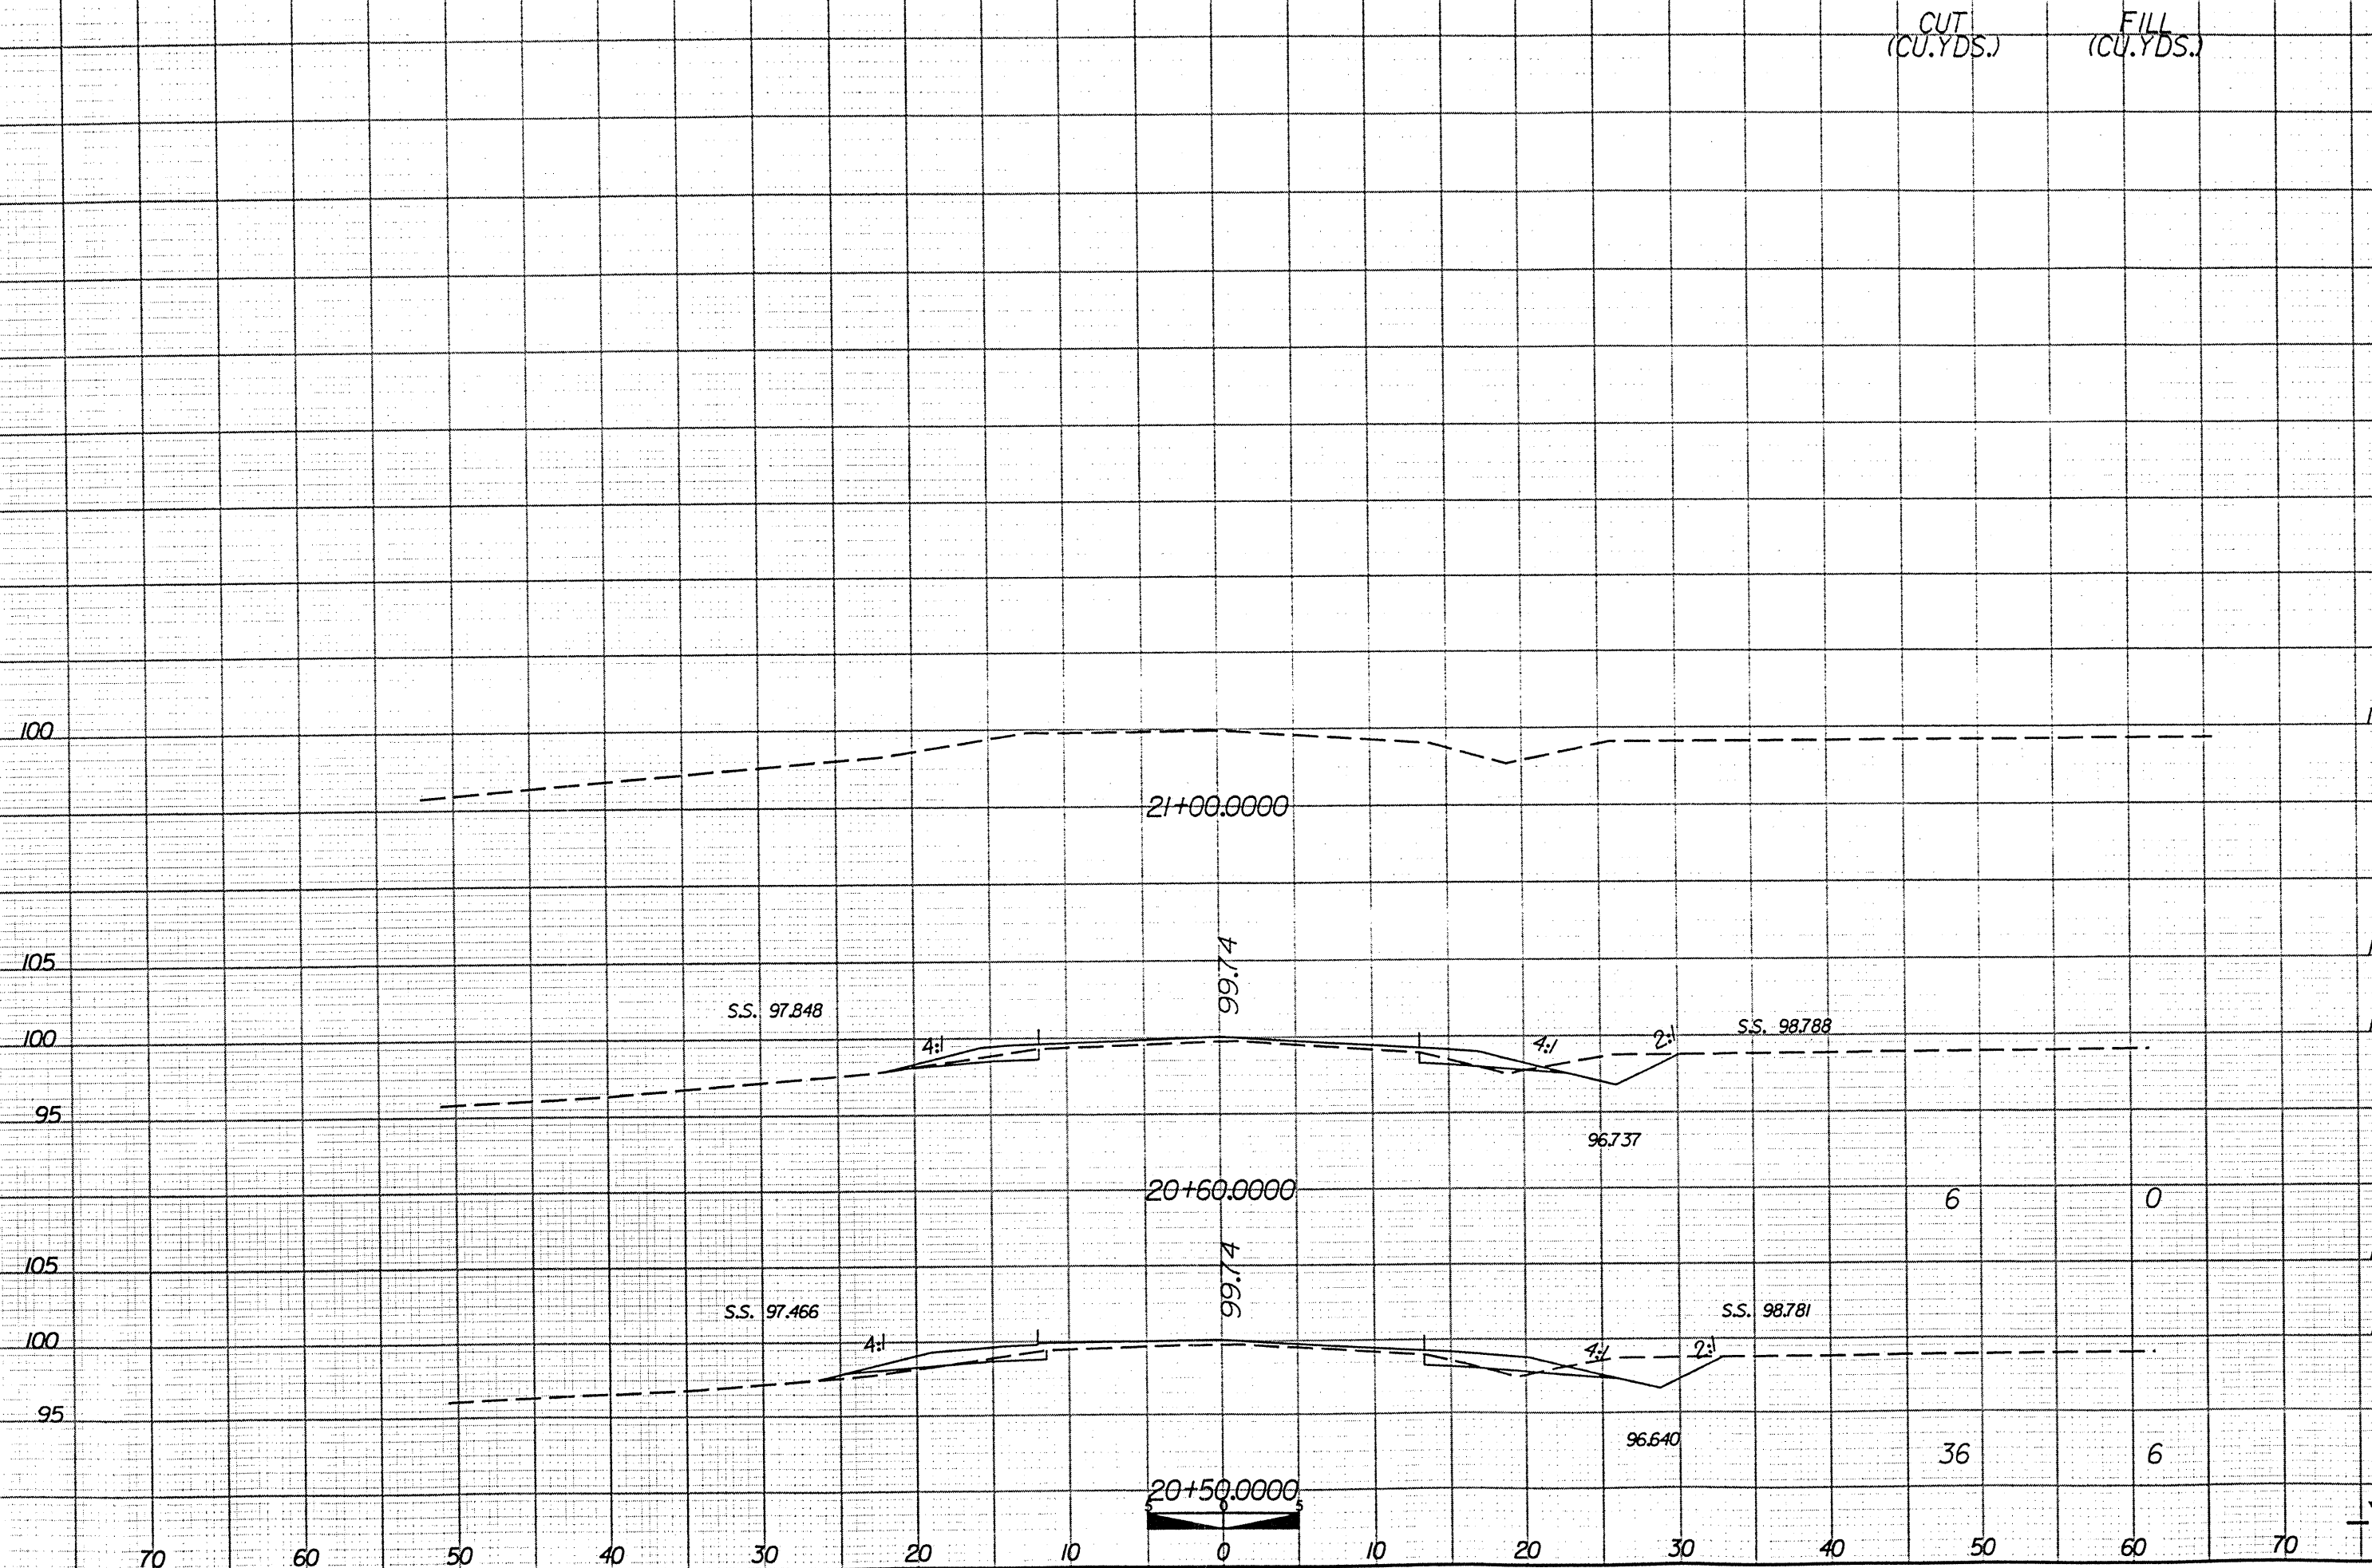 CUT FILL
(CU.YDS.) (CU.YDS.)
100
21+00.0000
99.74
105
S.S. 97.848
100 4:1 4:1 2:1 S.S. 98.788
95
96.737
20+60.0000 6 0
99.74
105
S.S. 97.466 S.S. 98.781
100 4:1 4:1 2:1
95
96.640 36 6
20+50.0000
5 0 5
70 60 50 40 30 20 10 0 10 20 30 40 50 60 70